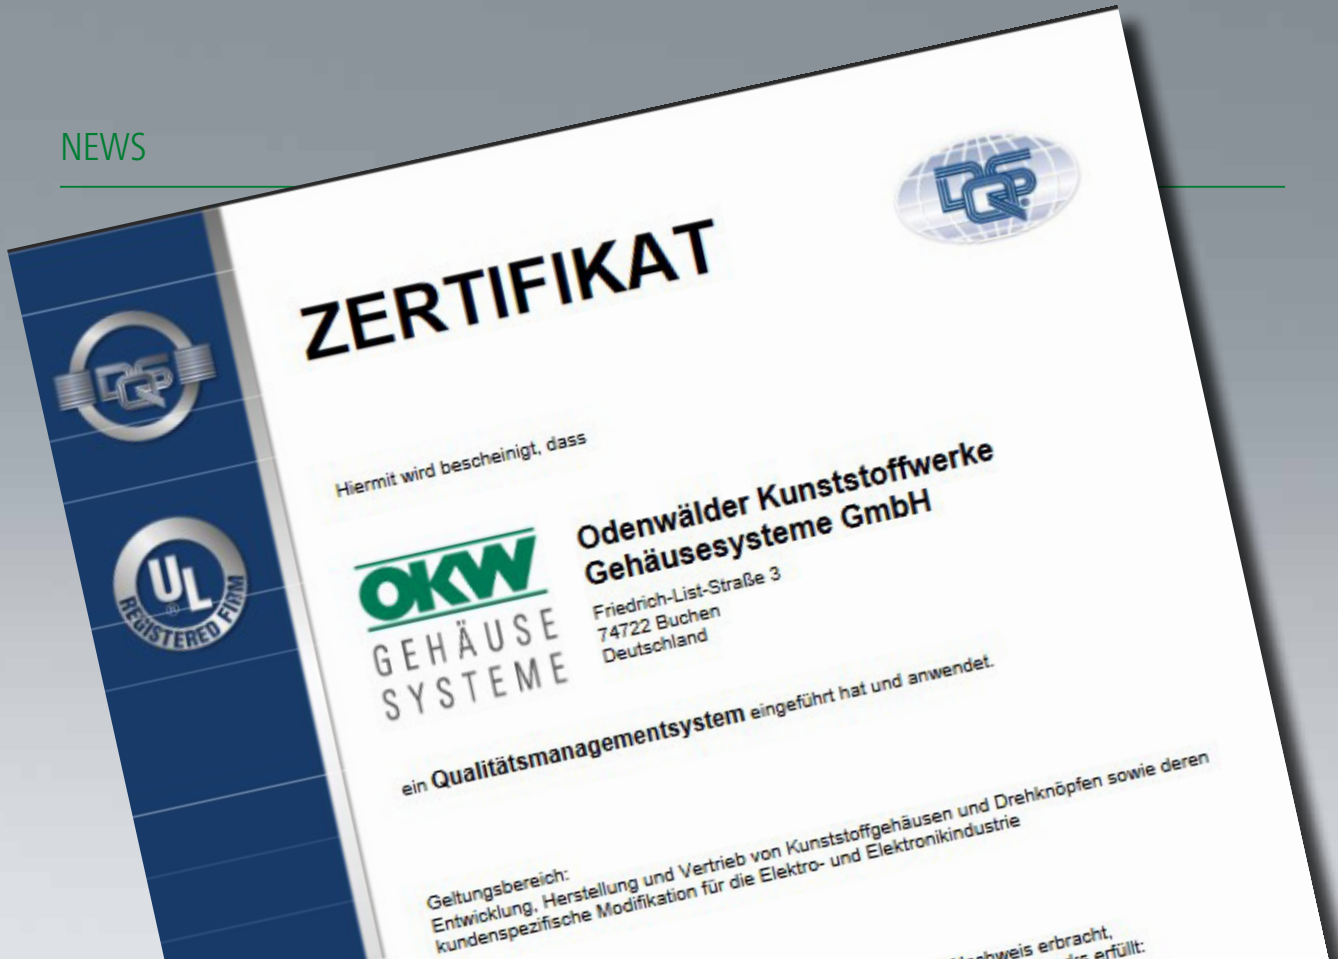 NEWS
DQS
ZERTIFIKAT
DQS
UL
®
REGISTERED FIRM
Hiermit wird bescheinigt, dass
OKW
GEHÄUSE
SYSTEME
Odenwälder Kunststoffwerke
Gehäusesysteme GmbH
Friedrich-List-Straße 3
74722 Buchen
Deutschland
ein Qualitätsmanagementsystem eingeführt hat und anwendet.
Geltungsbereich:
Entwicklung, Herstellung und Vertrieb von Kunststoffgehäusen und Drehknöpfen sowie deren
kundenspezifische Modifikation für die Elektro- und Elektronikindustrie
erbracht,
erfüllt: